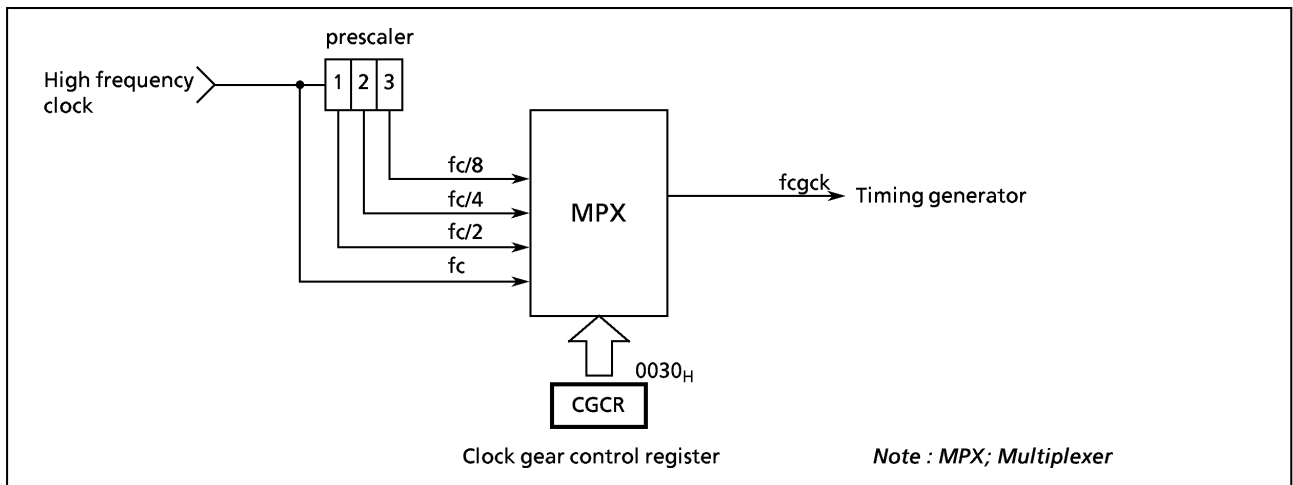 prescaler
High frequency
clock
1 2 3
fc/8
fc/4
fc/2
fc
MPX
fcgck
Timing generator
0030H
CGCR
Clock gear control register
Note : MPX; Multiplexer